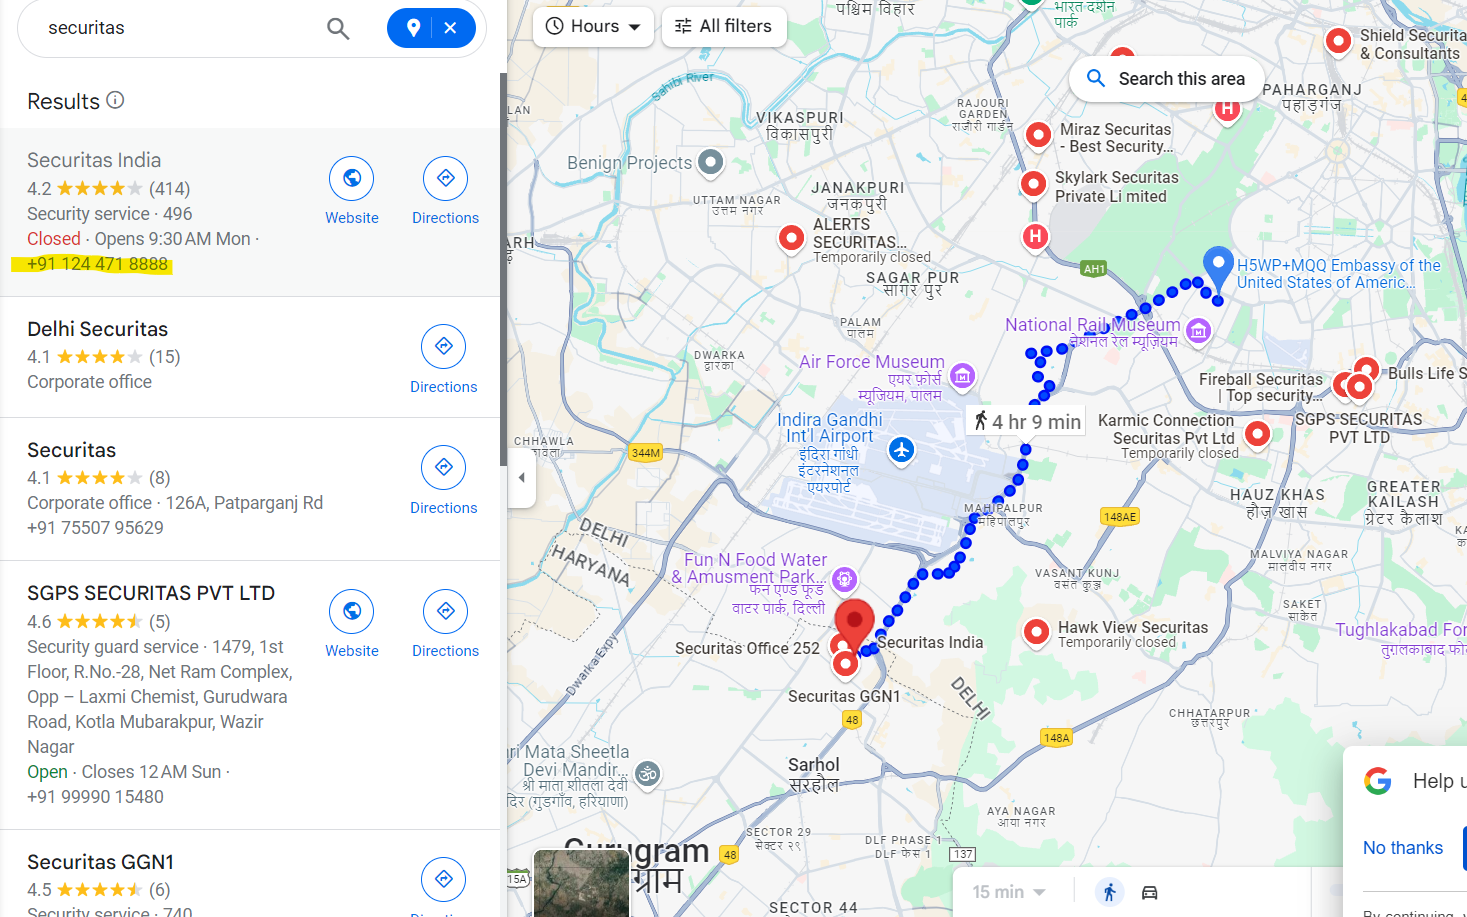 securitas
Results
Securitas India
4.2 (414)
Security service · 496
Closed · Opens 9:30 AM Mon ·
+91 124 471 8888
Website
Directions
Delhi Securitas
4.1 (15)
Corporate office
Directions
Securitas
4.1 (8)
Corporate office · 126A, Patparganj Rd
+91 75507 95629
Directions
SGPS SECURITAS PVT LTD
4.6 (5)
Security guard service · 1479, 1st
Floor, R.No.-28, Net Ram Complex,
Opp – Laxmi Chemist, Gurudwara
Road, Kotla Mubarakpur, Wazir
Nagar
Open · Closes 12 AM Sun ·
+91 99990 15480
Website
Directions
Securitas GGN1
4.5 (6)
Security service · 740
Hours
All filters
Search this area
पश्चिम विहार
भारत दर्शन
पार्क
Shield Securita
& Consultants
PAHARGANJ
पहाड़गंज
Sahibi River
VIKASPURI
विकासपुरी
RAJOURI
GARDEN
राजौरी गार्डन
Miraz Securitas
- Best Security...
Benign Projects
Skylark Securitas
Private Li mited
JANAKPURI
जनकपुरी
UTTAM NAGAR
उत्तम नगर
ALERTS
SECURITAS...
Temporarily closed
SAGAR PUR
सागर पुर
AH1
H5WP+MQQ Embassy of the
United States of Americ...
PALAM
पालम
National Rail Museum
नेशनल रेल म्यूज़ियम
DWARKA
द्वारका
Air Force Museum
एयर फ़ोर्स
म्यूजियम, पालम
Fireball Securitas
| Top security...
Bulls Life S
4 hr 9 min
Indira Gandhi
Int'l Airport
इंदिरा गांधी
इंटरनेशनल
एयरपोर्ट
Karmic Connection
Securitas Pvt Ltd
Temporarily closed
SGPS SECURITAS
PVT LTD
CHHAWLA
छावला
344M
HAUZ KHAS
हौज़ खास
GREATER
KAILASH
ग्रेटर कैलाश
MAHIPALPUR
महिपालपुर
148AE
DELHI
HARYANA
MALVIYA NAGAR
मालवीय नगर
Fun N Food Water
& Amusment Park...
फन एण्ड फूड
वाटर पार्क, दिल्ली
VASANT KUNJ
वसंत कुंज
SAKET
साकेत
Dwarka Expy
Securitas Office 252
Securitas India
Hawk View Securitas
Temporarily closed
Tughlakabad For
तुग़लकाबाद फो
Securitas GGN1
DELHI
48
CHHATARPUR
छत्तरपुर
148A
ri Mata Sheetla
Devi Mandir...
श्री माता शीतला देवी
दिर (गुडगाँव, हरियाणा)
Sarhol
सरहौल
AYA NAGAR
आया नगर
SECTOR 29
सेक्टर २९
DLF PHASE 1
DLF फेस 1
Gurugram
ग्राम
48
137
15A
SECTOR 44
15 min
Help u
No thanks